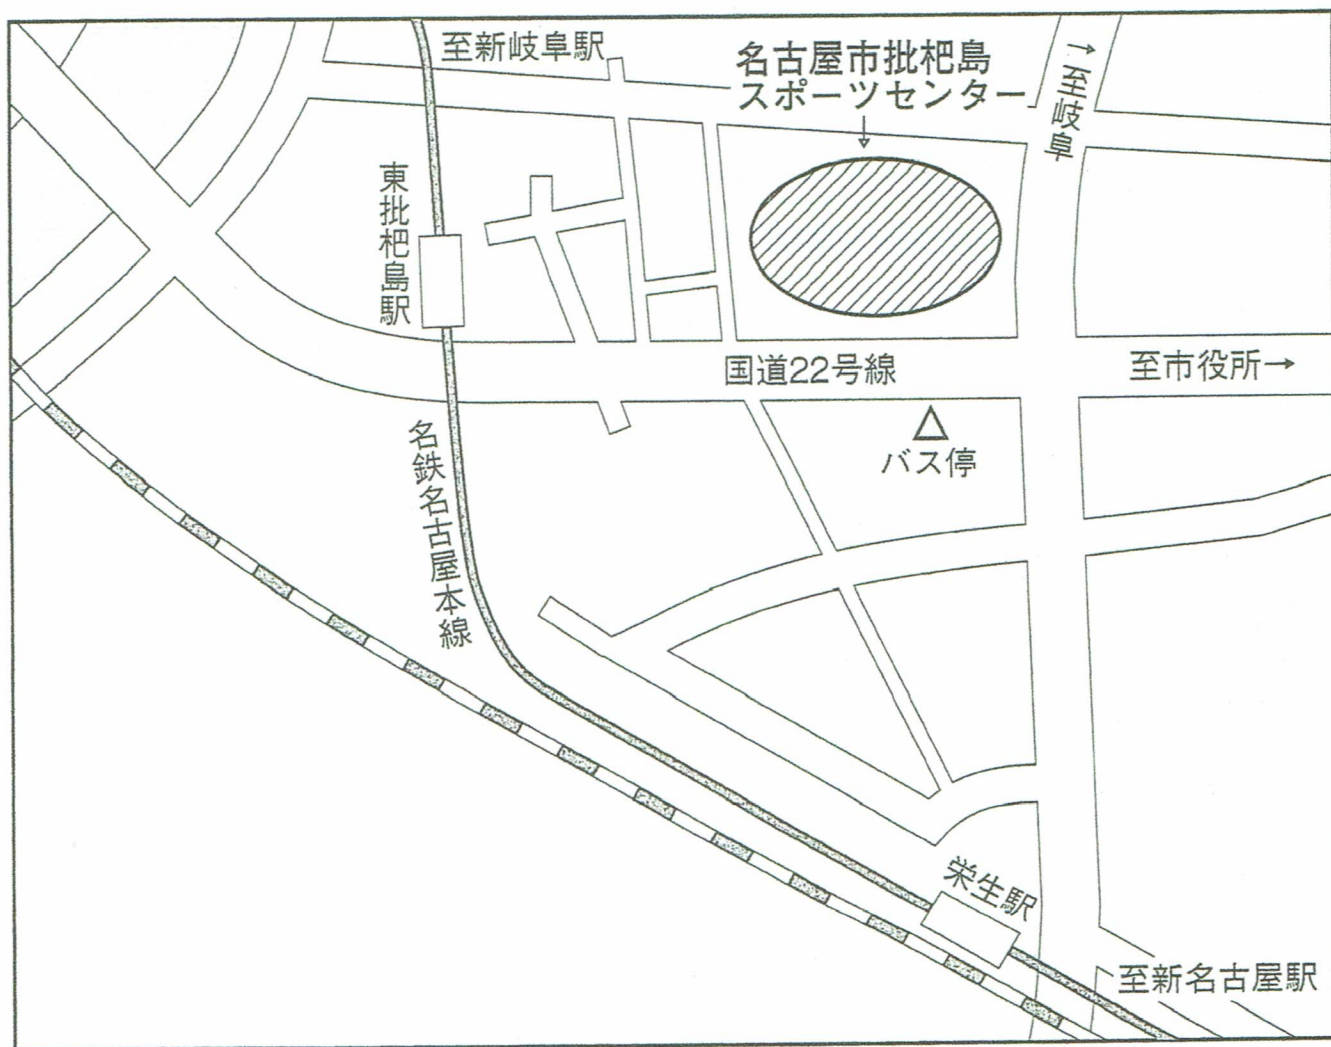 至新岐阜駅
名古屋市批杷島
スポーツセンター
↑至岐阜
東批杷島駅
国道22号線
至市役所→
バス停
名鉄名古屋本線
栄生駅
至新名古屋駅